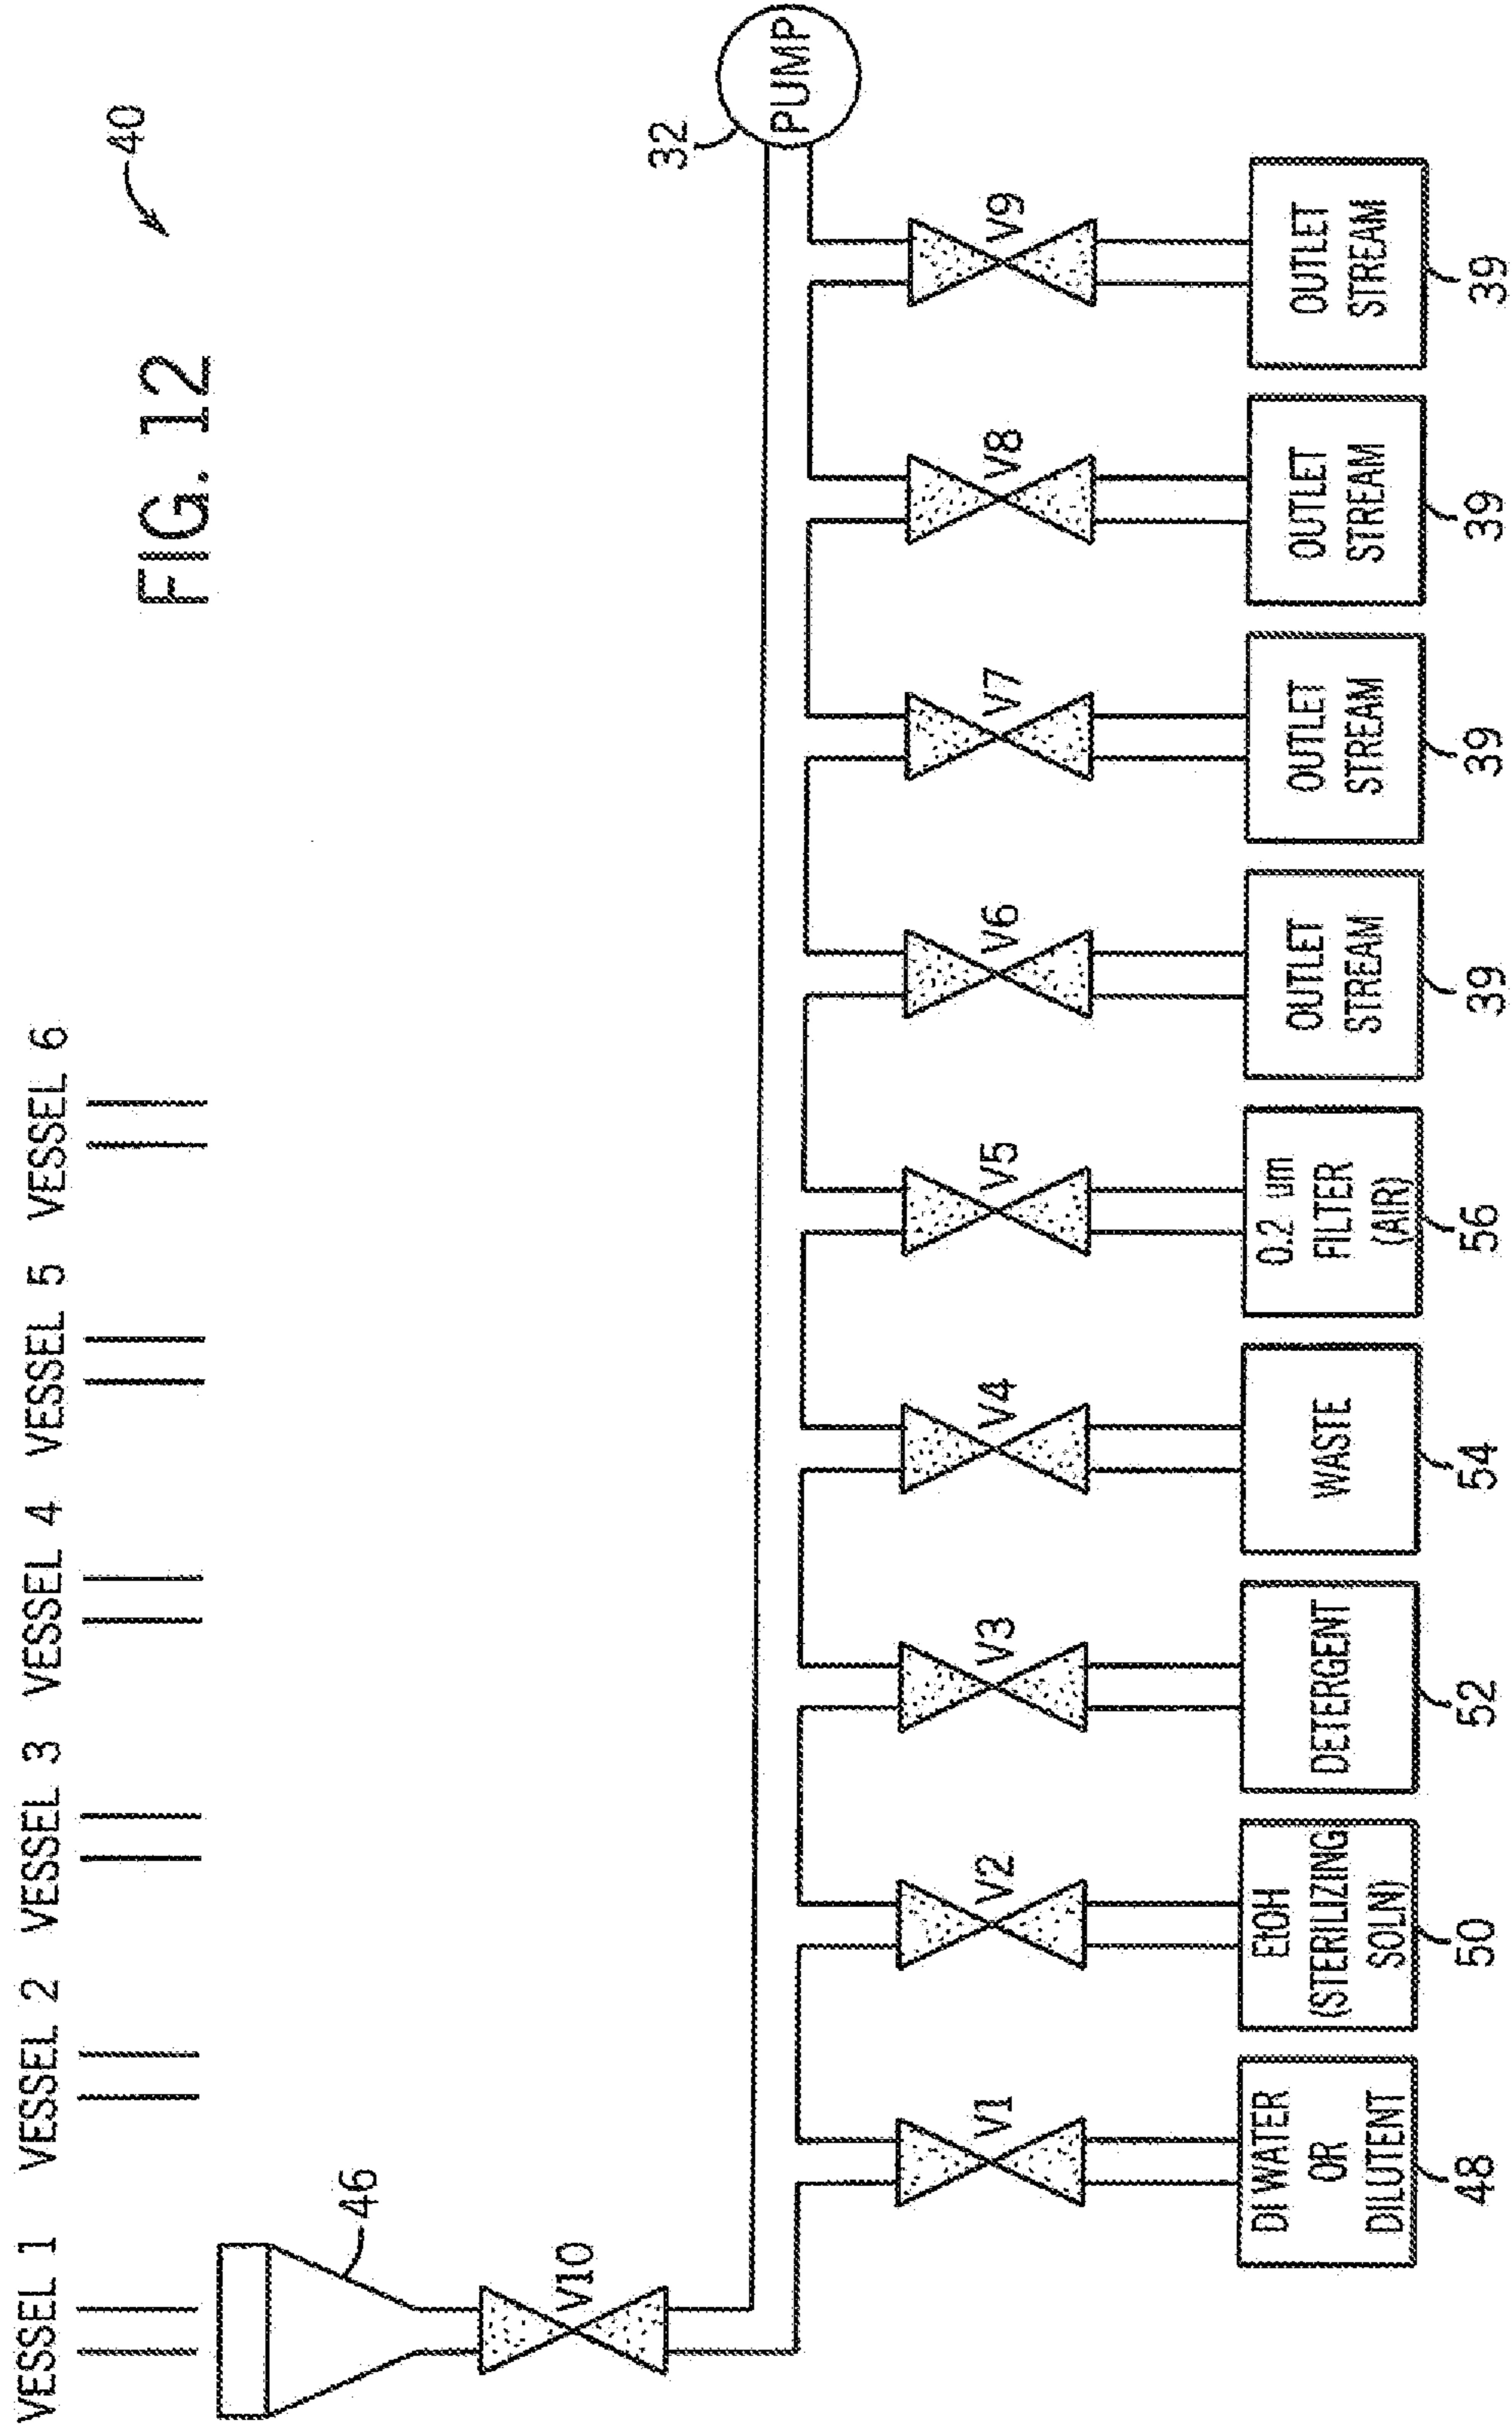 FIG. 12
40
VESSEL 1 VESSEL 2 VESSEL 3 VESSEL 4 VESSEL 5 VESSEL 6
46
V10
32
PUMP
V1 V2 V3 V4 V5 V6 V7 V8 V9
DI WATER
OR
DILUTENT
48
EtOH
(STERILIZING
SOLN)
50
DETERGENT
52
WASTE
54
0.2 um
FILTER
(AIR)
56
OUTLET
STREAM
39
OUTLET
STREAM
39
OUTLET
STREAM
39
OUTLET
STREAM
39